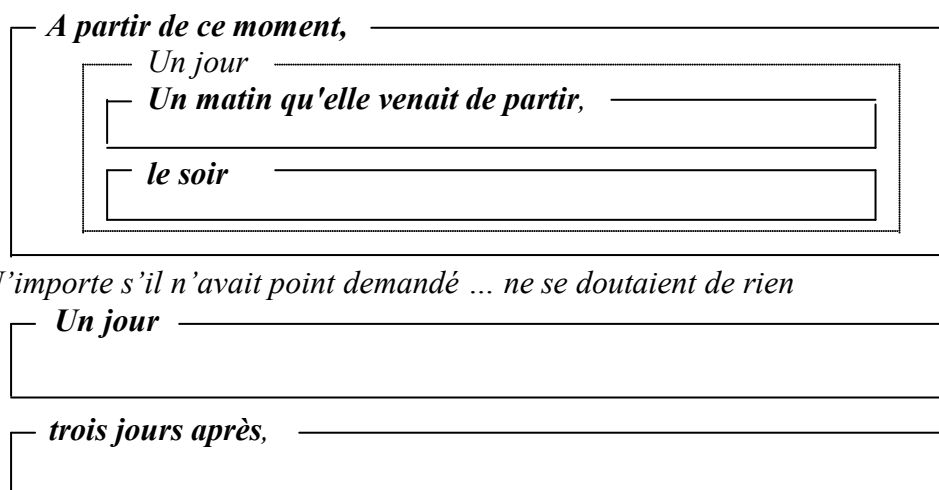 A partir de ce moment,
Un jour
Un matin qu'elle venait de partir,
le soir
'importe s'il n'avait point demandé … ne se doutaient de rien
Un jour
trois jours après,